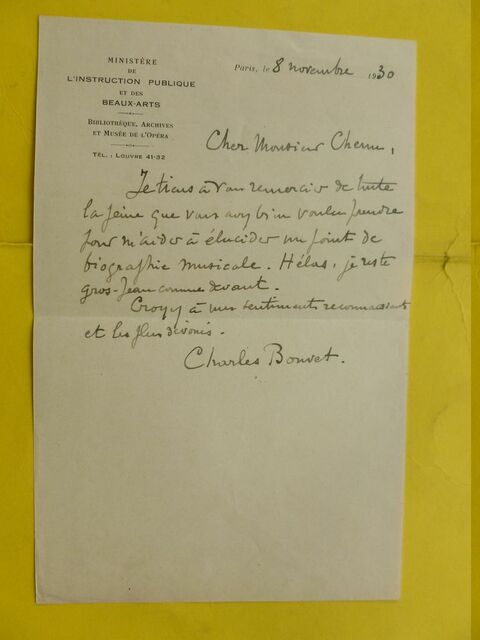 MINISTÈRE
DE
L'INSTRUCTION PUBLIQUE
ET DES
BEAUX-ARTS
BIBLIOTHÈQUE, ARCHIVES
ET MUSÉE DE L'OPÉRA
TÉL. : LOUVRE 41-32
Paris, le 8 novembre 1930
Cher Monsieur
Je tiens à vous remercier de toute
la peine que vous avez bien voulu prendre
pour m'aider à élucider un point de
biographie musicale. Hélas, je reste
gros-Jean comme devant.
Croyez à mes sentiments reconnaissants
et les plus dévoués.
Charles Bouvet.